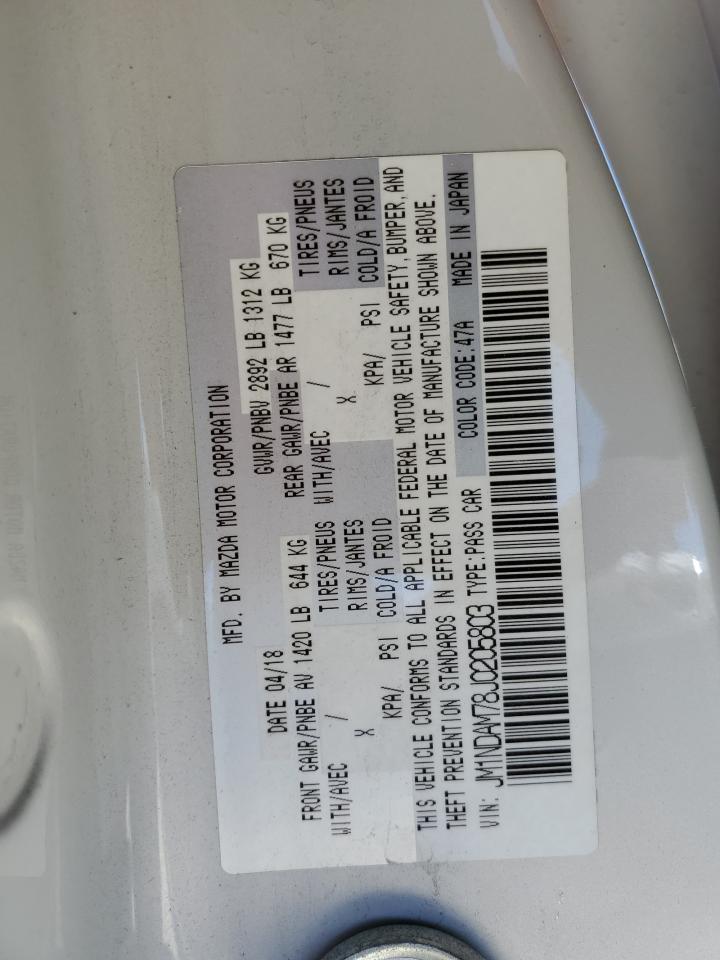 MFD. BY MAZDA MOTOR CORPORATION
DATE 04/18 GVWR/PNBV 2892 LB 1312 KG
FRONT GAWR/PNBE AV 1420 LB 644 KG REAR GAWR/PNBE AR 1477 LB 670 KG
WITH/AVEC TIRES/PNEUS WITH/AVEC TIRES/PNEUS
/ RIMS/JANTES / RIMS/JANTES
X X
KPA/ PSI COLD/A FROID KPA/ PSI COLD/A FROID
THIS VEHICLE CONFORMS TO ALL APPLICABLE FEDERAL MOTOR VEHICLE SAFETY, BUMPER, AND
THEFT PREVENTION STANDARDS IN EFFECT ON THE DATE OF MANUFACTURE SHOWN ABOVE.
VIN: JM1NDAM78J0205803 TYPE:PASS CAR COLOR CODE:47A MADE IN JAPAN